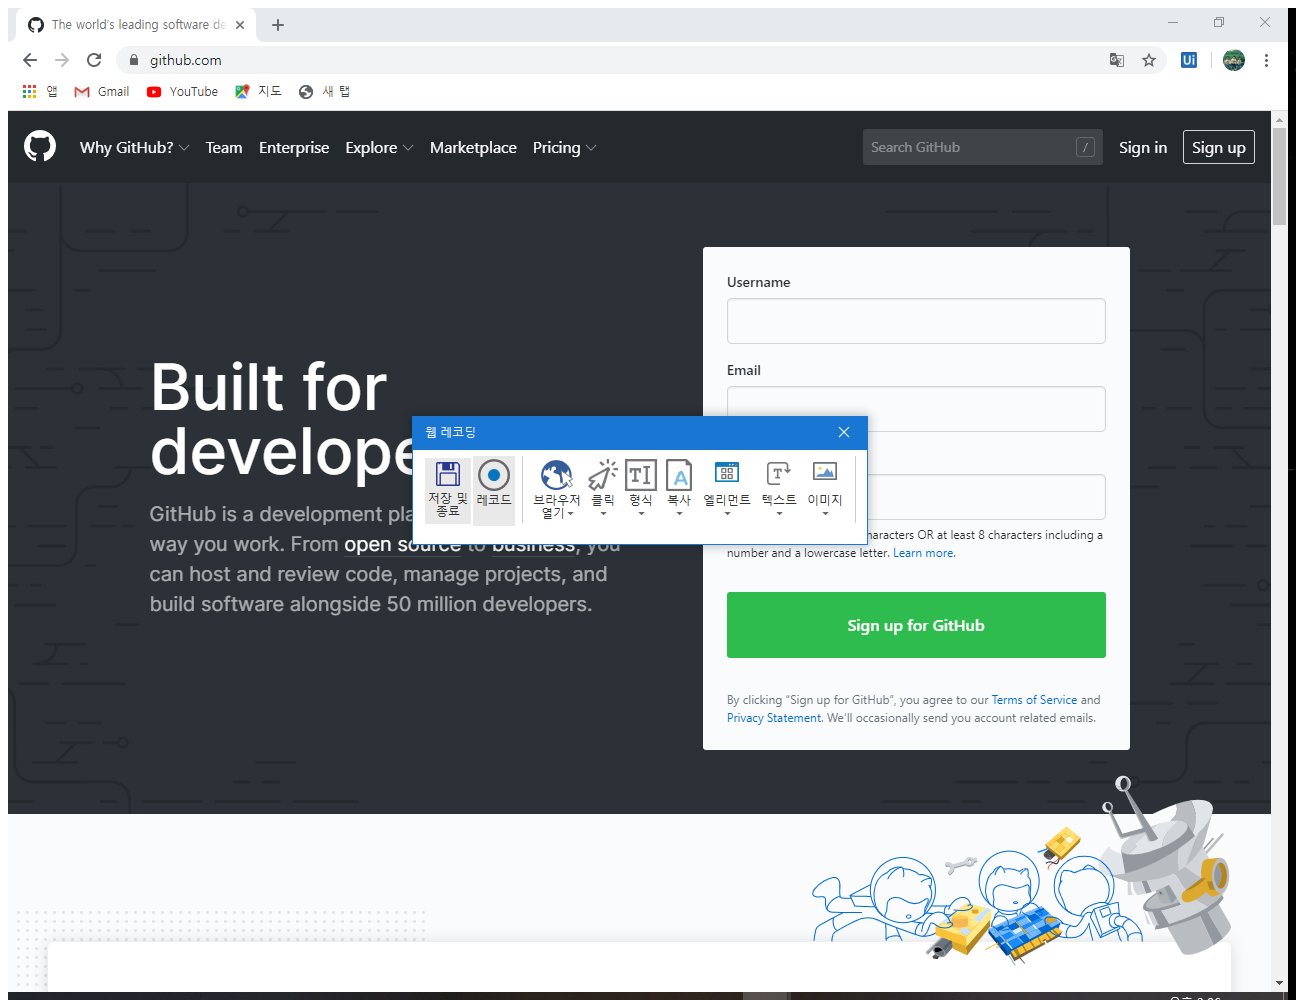 The world's leading software de
github.com
Ui
앱 Gmail YouTube 지도 새 탭
Why GitHub? Team Enterprise Explore Marketplace Pricing Search GitHub / Sign in Sign up
Username
Email
Built for
develope
GitHub is a development pla
way you work. From open source to business, you
can host and review code, manage projects, and
build software alongside 50 million developers.
웹 레코딩
저장 및
종료
레코드
브라우저
열기
클릭
형식
복사
엘리먼트
텍스트
이미지
haracters OR at least 8 characters including a
number and a lowercase letter. Learn more.
Sign up for GitHub
By clicking “Sign up for GitHub”, you agree to our Terms of Service and
Privacy Statement. We’ll occasionally send you account related emails.